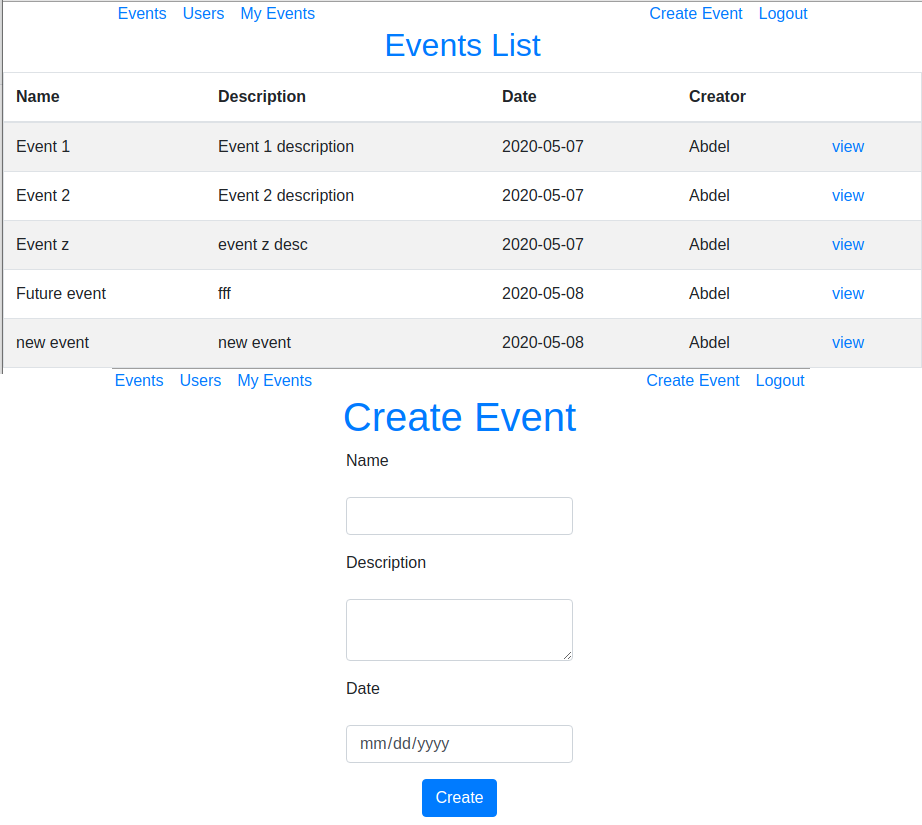 Events Users My Events Create Event Logout
Events List
Name Description Date Creator
Event 1 Event 1 description 2020-05-07 Abdel view
Event 2 Event 2 description 2020-05-07 Abdel view
Event z event z desc 2020-05-07 Abdel view
Future event fff 2020-05-08 Abdel view
new event new event 2020-05-08 Abdel view
Events Users My Events Create Event Logout
Create Event
Name
Description
Date
mm/dd/yyyy
Create